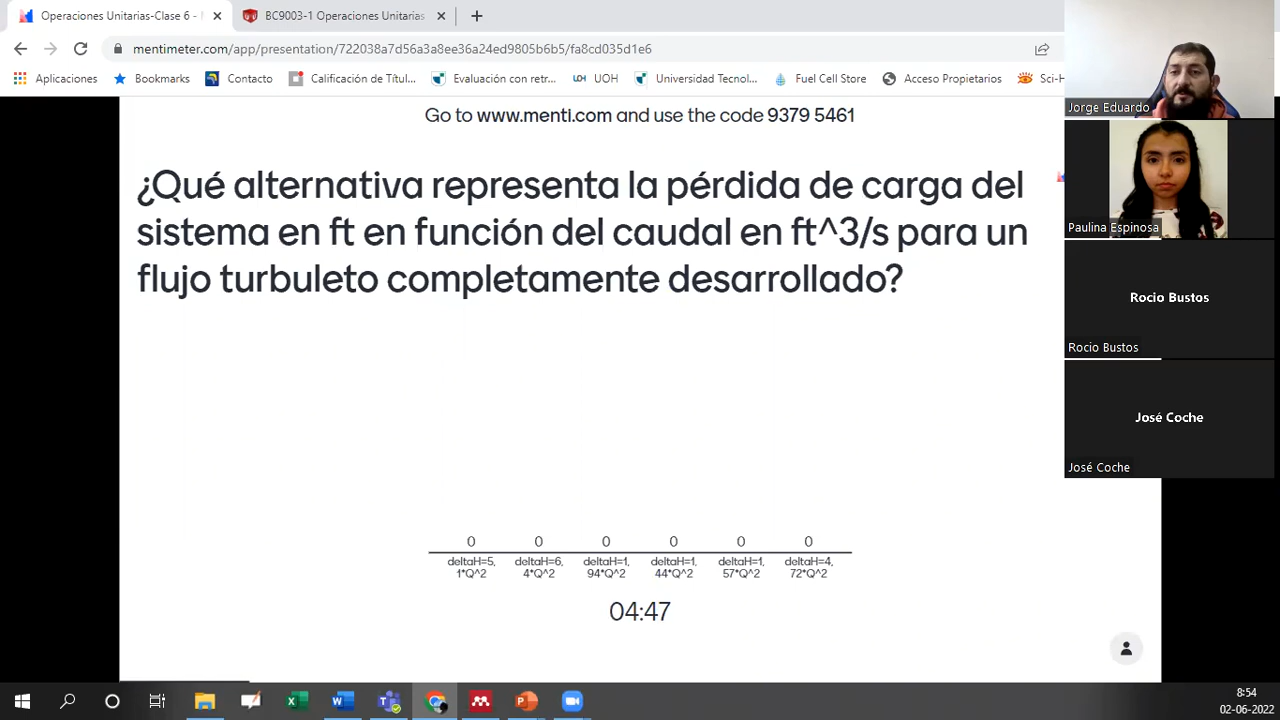 Operaciones Unitarias-Clase 6 -
BC9003-1 Operaciones Unitarias
mentimeter.com/app/presentation/722038a7d56a3a8ee36a24ed9805b6b5/fa8cd035d1e6
Aplicaciones
Bookmarks
Contacto
Calificación de Títul...
Evaluación con retr...
UOH
UOH
Universidad Tecnol...
Fuel Cell Store
Acceso Propietarios
Sci-H
Go to www.menti.com and use the code 9379 5461
¿Qué alternativa representa la pérdida de carga del
sistema en ft en función del caudal en ft^3/s para un
flujo turbuleto completamente desarrollado?
0 0 0 0 0 0
deltaH=5, deltaH=6, deltaH=1, deltaH=1, deltaH=1, deltaH=4,
1*Q^2 4*Q^2 94*Q^2 44*Q^2 57*Q^2 72*Q^2
04:47
Jorge Eduardo
Paulina Espinosa
Rocio Bustos
Rocio Bustos
José Coche
José Coche
8:54
02-06-2022